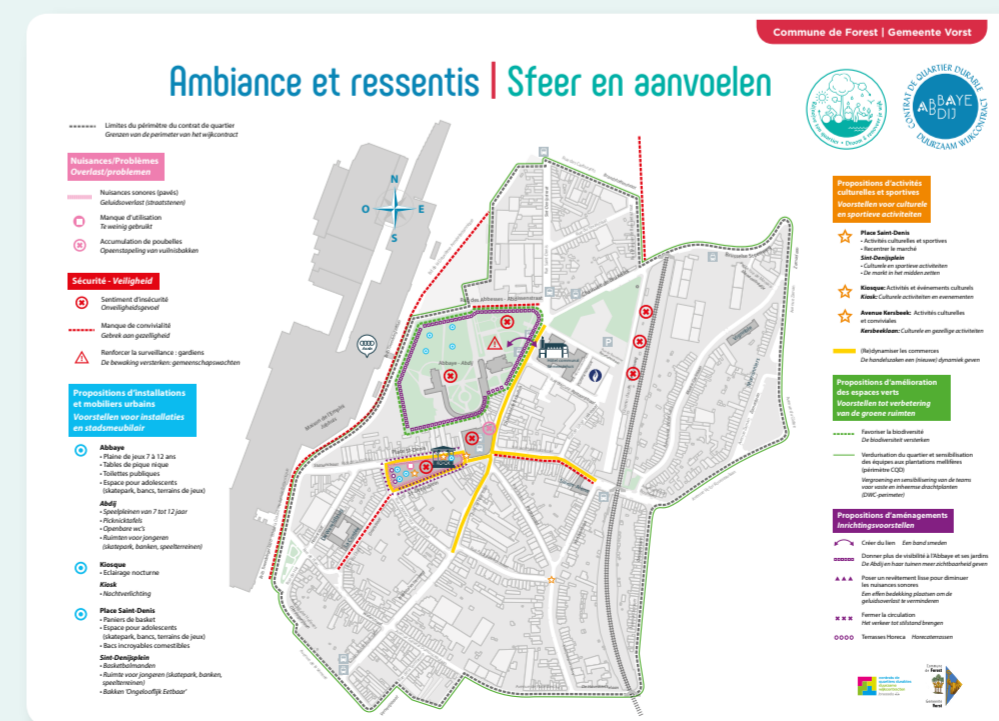 Commune de Forest | Gemeente Vorst
Ambiance et ressentis | Sfeer en aanvoelen
CONTRAT DE QUARTIER DURABLE
ABBAYE
ABDIJ
DUURZAAM WIJKCONTRACT
Limites du périmètre du contrat de quartier
Grenzen van de perimeter van het wijkcontract
Nuisances/Problèmes
Overlast/problemen
Nuisances sonores (pavés)
Geluidsoverlast (straatstenen)
Manque d'utilisation
Te weinig gebruikt
Accumulation de poubelles
Opeenstapeling van vuilnisbakken
Sécurité - Veiligheid
Sentiment d'insécurité
Onveiligheidsgevoel
Manque de convivialité
Gebrek aan gezelligheid
Renforcer la surveillance : gardiens
De bewaking versterken: gemeenschapswachten
Propositions d'installations
et mobiliers urbains
Voorstellen voor installaties
en stadsmeubilair
Abbaye
• Plaine de jeux 7 à 12 ans
• Tables de pique nique
• Toilettes publiques
• Espace pour adolescents
(skatepark, bancs, terrains de jeux)
Abdij
• Speelpleinen van 7 tot 12 jaar
• Picknicktafels
• Openbare wc's
• Ruimten voor jongeren
(skatepark, banken, speelterreinen)
Kiosque
• Eclairage nocturne
Kiosk
• Nachtverlichting
Place Saint-Denis
• Paniers de basket
• Espace pour adolescents
(skatepark, bancs, terrains de jeux)
• Bacs incroyables comestibles
Sint-Denijsplein
• Basketbalmanden
• Ruimte voor jongeren (skatepark, banken,
speelterreinen)
• Bakken 'Ongelooflijk Eetbaar'
N
O
E
S
Audi
Abbaye - Abdij
P
Propositions d'activités
culturelles et sportives
Voorstellen voor culturele
en sportieve activiteiten
Place Saint-Denis
• Activités culturelles et sportives
• Recentrer le marché
Sint-Denijsplein
• Culturele en sportieve activiteiten
• De markt in het midden zetten
Kiosque: Activités et événements culturels
Kiosk: Culturele activiteiten en evenementen
Avenue Kersbeek: Activités culturelles
et conviviales
Kersbeeklaan: Culturele en gezellige activiteiten
(Re)dynamiser les commerces
De handelszaken een (nieuwe) dynamiek geven
Propositions d'amélioration
des espaces verts
Voorstellen tot verbetering
van de groene ruimten
Favoriser la biodiversité
De biodiversiteit versterken
Verdurisation du quartier et sensibilisation
des équipes aux plantations mellifères
(périmètre CQD)
Vergroening en sensibilisering van de teams
voor vaste en inheemse drachtplanten
(DWC-perimeter)
Propositions d'aménagements
Inrichtingsvoorstellen
Créer du lien Een band smeden
Donner plus de visibilité à l'Abbaye et ses jardins
De Abdij en haar tuinen meer zichtbaarheid geven
Poser un revêtement lisse pour diminuer
les nuisances sonores
Een effen bedekking plaatsen om de
geluidsoverlast te verminderen
Fermer la circulation
Het verkeer tot stilstand brengen
Terrasses Horeca Horecaterrassen
Commune
de Forest
Gemeente
Vorst